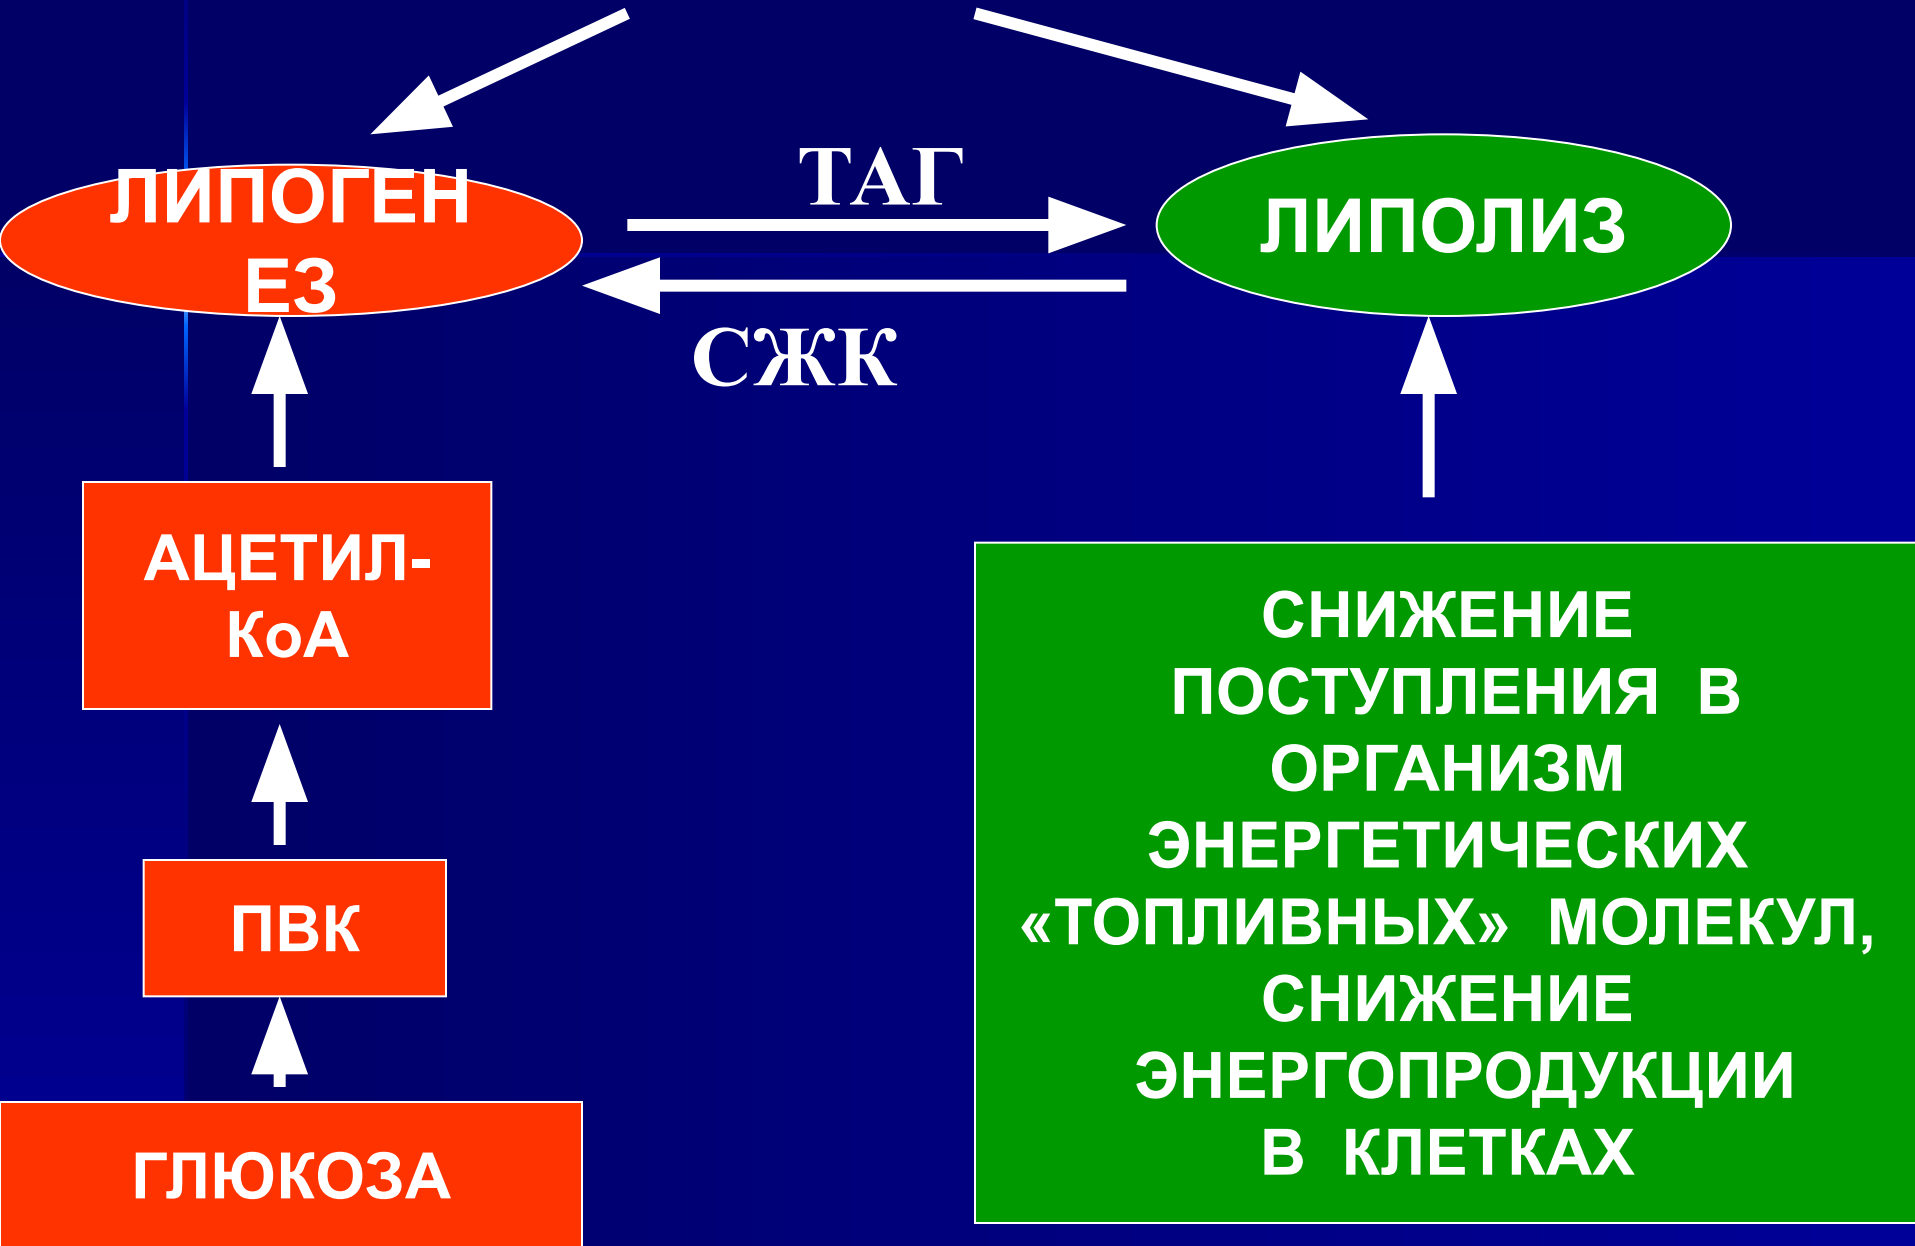 ЛИПОГЕН
ЕЗ
ТАГ
ЛИПОЛИЗ
СЖК
АЦЕТИЛ-
КоА
ПВК
ГЛЮКОЗА
СНИЖЕНИЕ
ПОСТУПЛЕНИЯ В
ОРГАНИЗМ
ЭНЕРГЕТИЧЕСКИХ
«ТОПЛИВНЫХ» МОЛЕКУЛ,
СНИЖЕНИЕ
ЭНЕРГОПРОДУКЦИИ
В КЛЕТКАХ